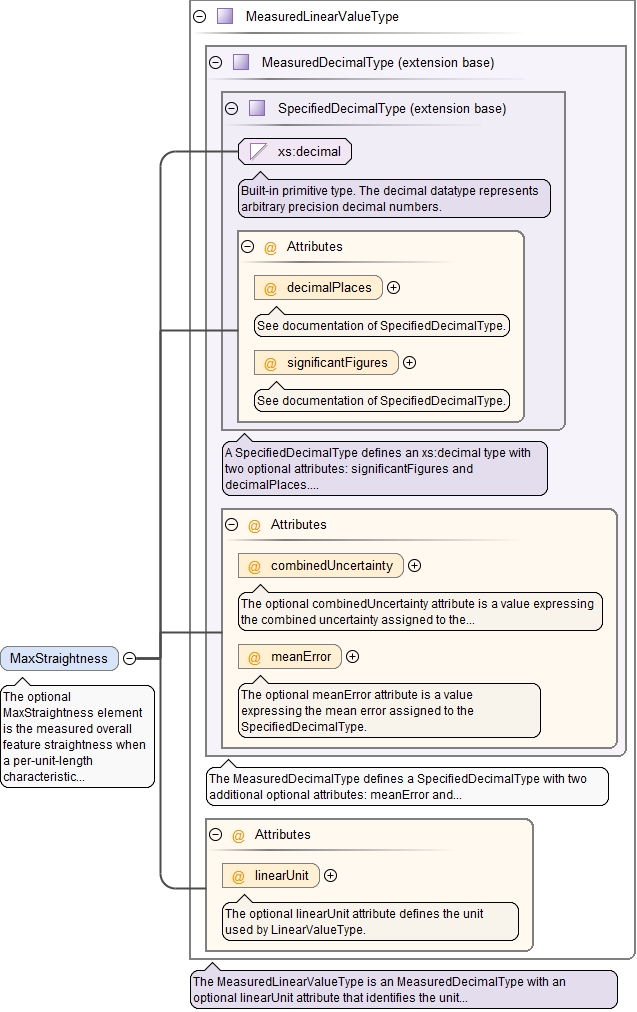 MeasuredLinearValueType
MeasuredDecimalType (extension base)
SpecifiedDecimalType (extension base)
xs:decimal
Built-in primitive type. The decimal datatype represents
arbitrary precision decimal numbers.
@ Attributes
@ decimalPlaces
See documentation of SpecifiedDecimalType.
@ significantFigures
See documentation of SpecifiedDecimalType.
A SpecifiedDecimalType defines an xs:decimal type with
two optional attributes: significantFigures and
decimalPlaces....
@ Attributes
@ combinedUncertainty
The optional combinedUncertainty attribute is a value expressing
the combined uncertainty assigned to the...
@ meanError
The optional meanError attribute is a value
expressing the mean error assigned to the
SpecifiedDecimalType.
MaxStraightness
The optional
MaxStraightness element
is the measured overall
feature straightness when
a per-unit-length
characteristic...
The MeasuredDecimalType defines a SpecifiedDecimalType with two
additional optional attributes: meanError and...
@ Attributes
@ linearUnit
The optional linearUnit attribute defines the unit
used by LinearValueType.
The MeasuredLinearValueType is an MeasuredDecimalType with an
optional linearUnit attribute that identifies the unit...